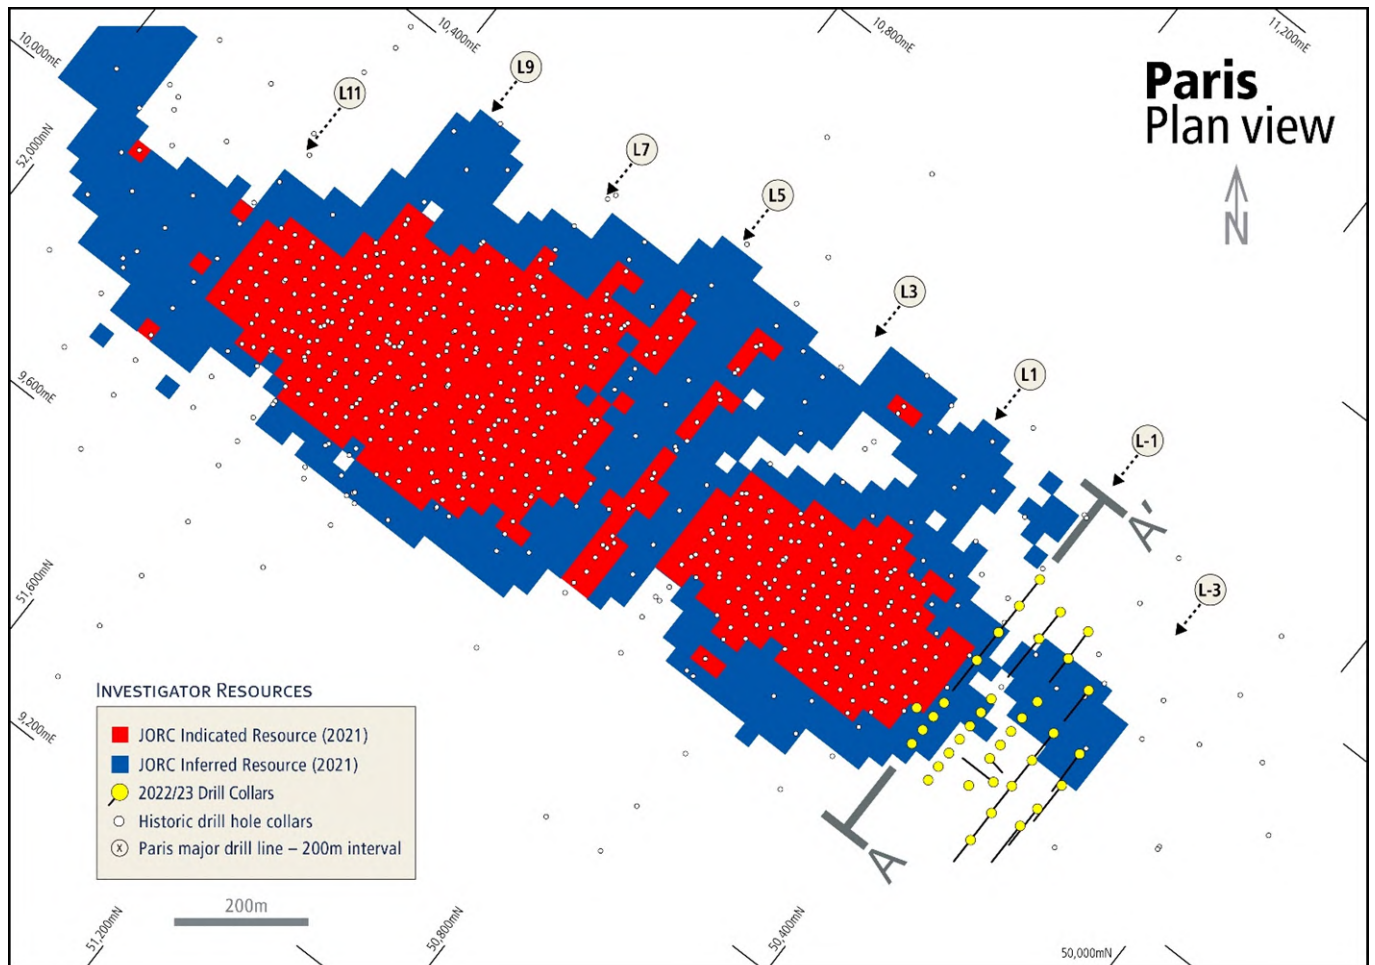 10,000mE
10,400mE
10,800mE
11,200mE
Paris
Plan view
N
L9
L11
L7
L5
L3
L1
L-1
L-3
52,000mN
9,600mE
51,600mN
9,200mE
A'
A
INVESTIGATOR RESOURCES
JORC Indicated Resource (2021)
JORC Inferred Resource (2021)
2022/23 Drill Collars
Historic drill hole collars
X Paris major drill line – 200m interval
200m
51,200mN
50,800mN
50,400mN
50,000mN